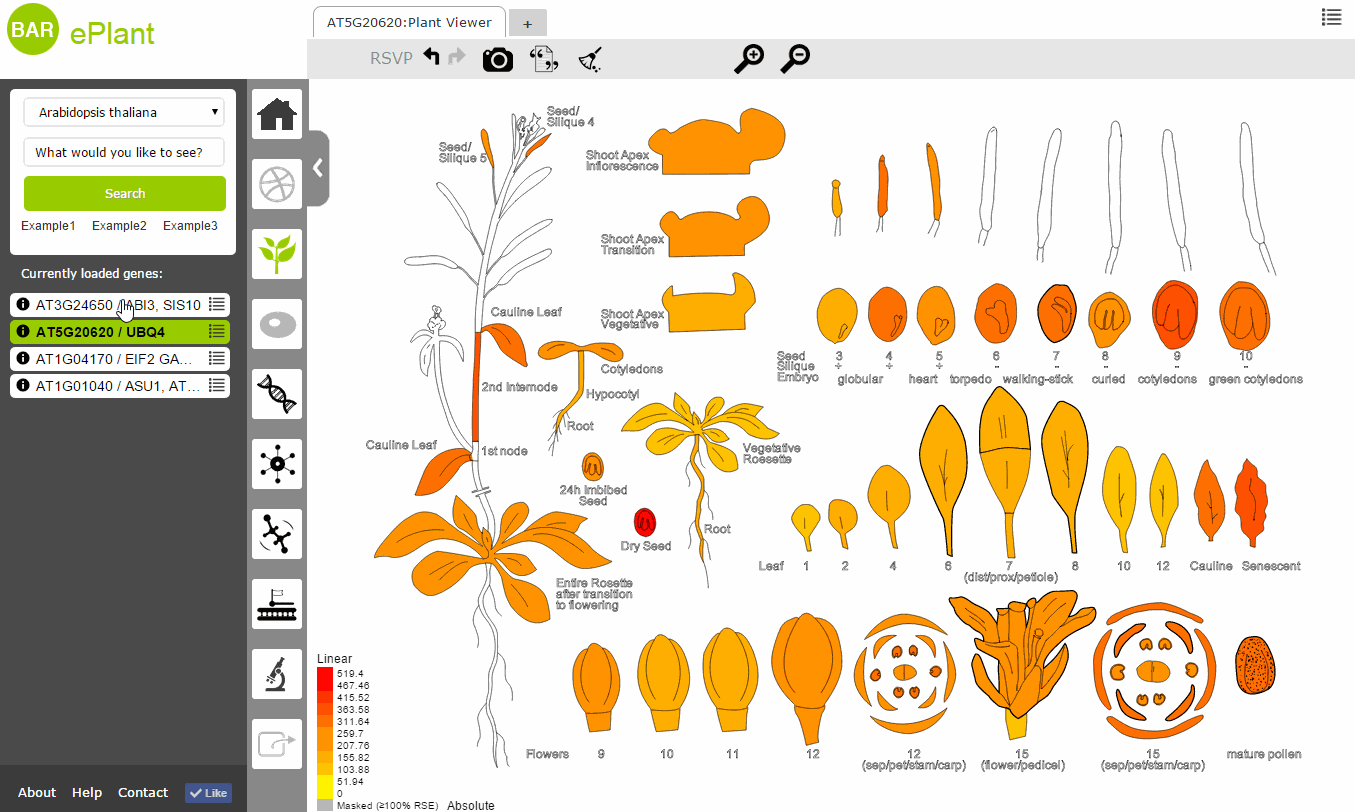 BAR ePlant
AT5G20620:Plant Viewer
+
RSVP
Arabidopsis thaliana
What would you like to see?
Search
Example1 Example2 Example3
Currently loaded genes:
AT3G24650 / ABI3, SIS10
AT5G20620 / UBQ4
AT1G04170 / EIF2 GA...
AT1G01040 / ASU1, AT...
About Help Contact Like
Seed/
Silique 4
Seed/
Silique 5
Cauline Leaf
2nd Internode
Cauline Leaf
1st node
Cotyledons
Hypocotyl
Root
24h Imbibed
Seed
Dry Seed
Entire Rosette
after transition
to flowering
Shoot Apex
Inflorescence
Shoot Apex
Transition
Shoot Apex
Vegetative
Vegetative
Roesette
Root
Seed
Silique
Embryo
3 4 5 6 7 8 9 10
÷ ÷ ÷ - - - - -
globular heart torpedo walking-stick curled cotyledons green cotyledons
Leaf 1 2 4 6 7 8 10 12 Cauline Senescent
(dist/prox/petiole)
Flowers 9 10 11 12 12 15 15 mature pollen
(sep/pet/stam/carp) (flower/pedicel) (sep/pet/stam/carp)
Linear
519.4
467.46
415.52
363.58
311.64
259.7
207.76
155.82
103.88
51.94
0
Masked (≥100% RSE) Absolute